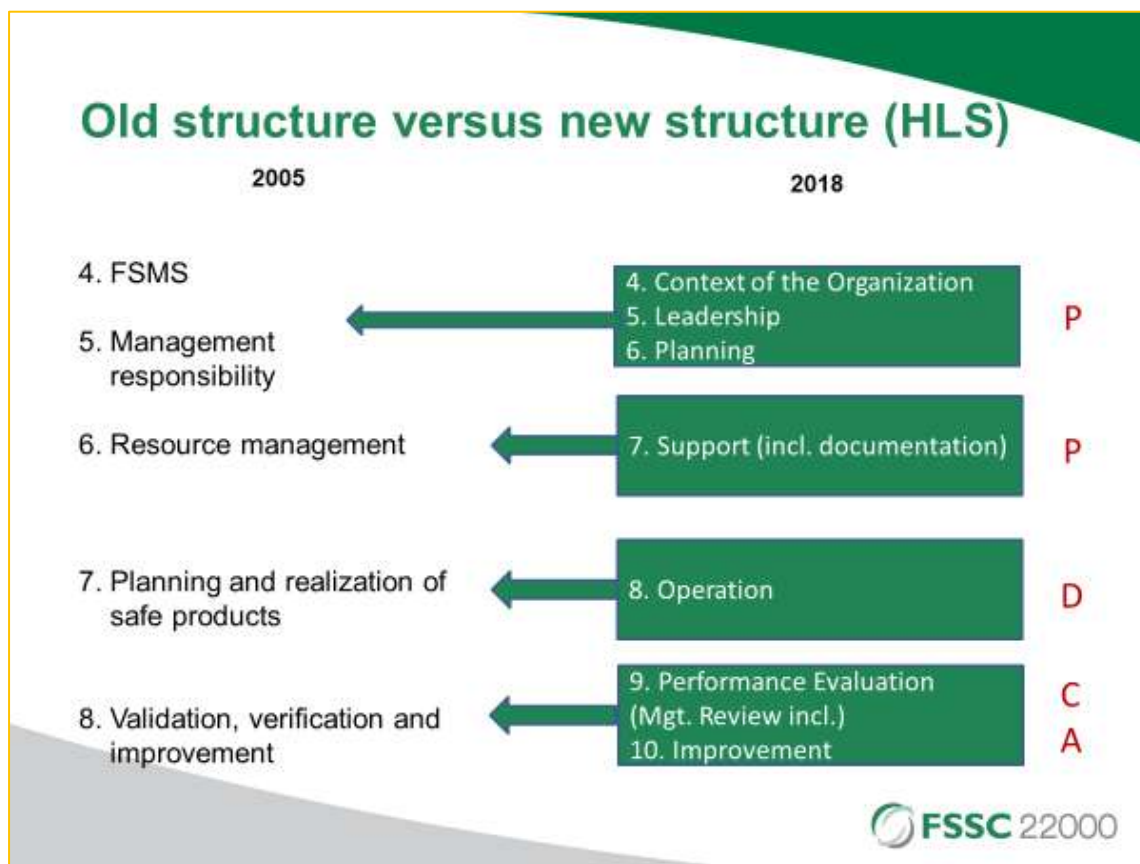 Old structure versus new structure (HLS)
2005
2018
4. FSMS
5. Management
responsibility
6. Resource management
7. Planning and realization of
safe products
8. Validation, verification and
improvement
4. Context of the Organization
5. Leadership
6. Planning
P
7. Support (incl. documentation)
P
8. Operation
D
9. Performance Evaluation
(Mgt. Review incl.)
10. Improvement
C
A
FSSC 22000